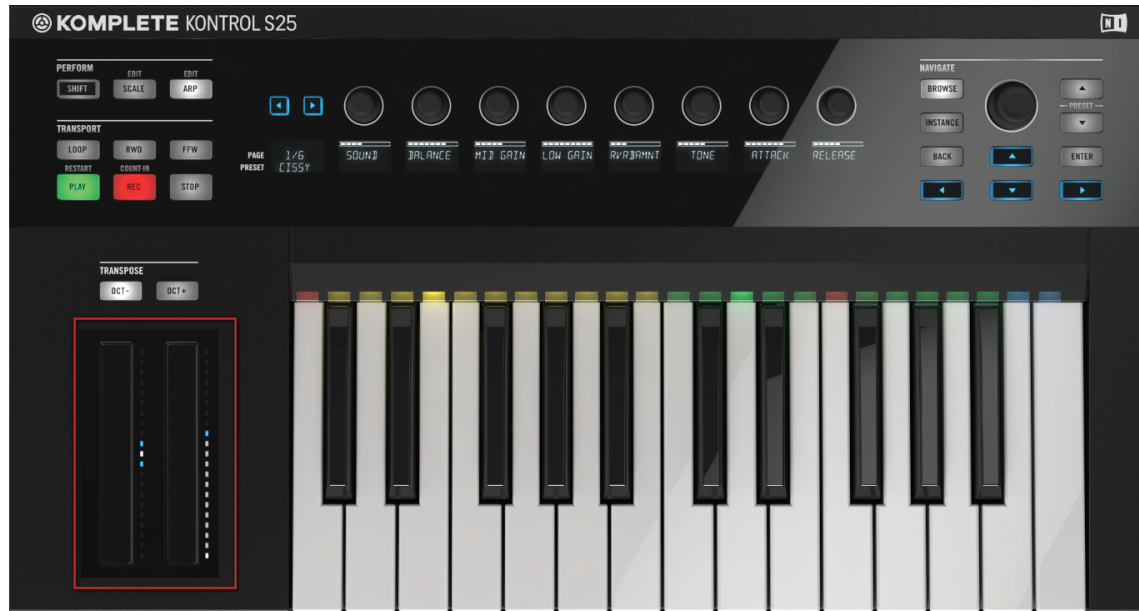 KOMPLETE KONTROL S25
NI
PERFORM
EDIT EDIT
SHIFT SCALE ARP
TRANSPORT
LOOP RWD FFW
RESTART COUNT-IN
PLAY REC STOP
PAGE 1/6
PRESET CISSY
SOUND BALANCE MID GAIN LOW GAIN RVRBAMNT TONE ATTACK RELEASE
NAVIGATE
BROWSE
PRESET
INSTANCE
BACK ENTER
TRANSPOSE
OCT- OCT+